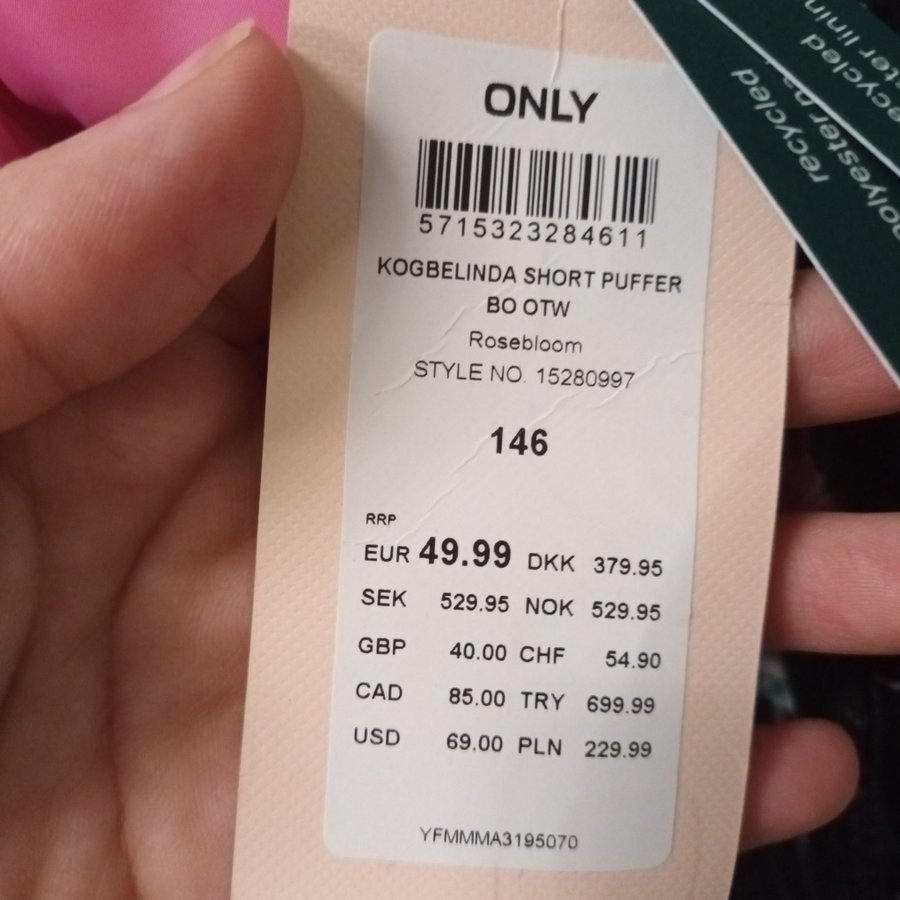 ONLY
5715323284611
KOGBELINDA SHORT PUFFER
BO OTW
Rosebloom
STYLE NO. 15280997
146
RRP
EUR 49.99 DKK 379.95
SEK 529.95 NOK 529.95
GBP 40.00 CHF 54.90
CAD 85.00 TRY 699.99
USD 69.00 PLN 229.99
YFMMMA3195070
recycled
polyester
recycled